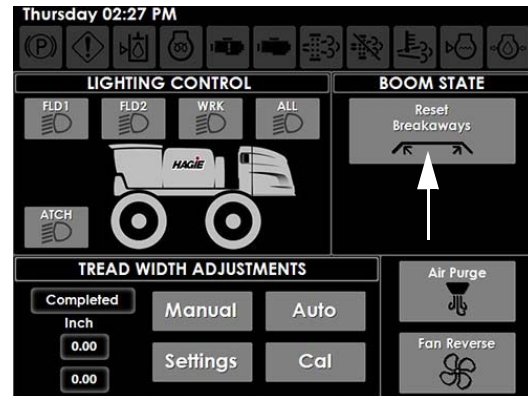 Thursday 02:27 PM
LIGHTING CONTROL
FLD1 FLD2 WRK ALL
HAGIE
ATCH
BOOM STATE
Reset
Breakaways
TREAD WIDTH ADJUSTMENTS
Completed
Inch
0.00
0.00
Manual Auto
Settings Cal
Air Purge
Fan Reverse